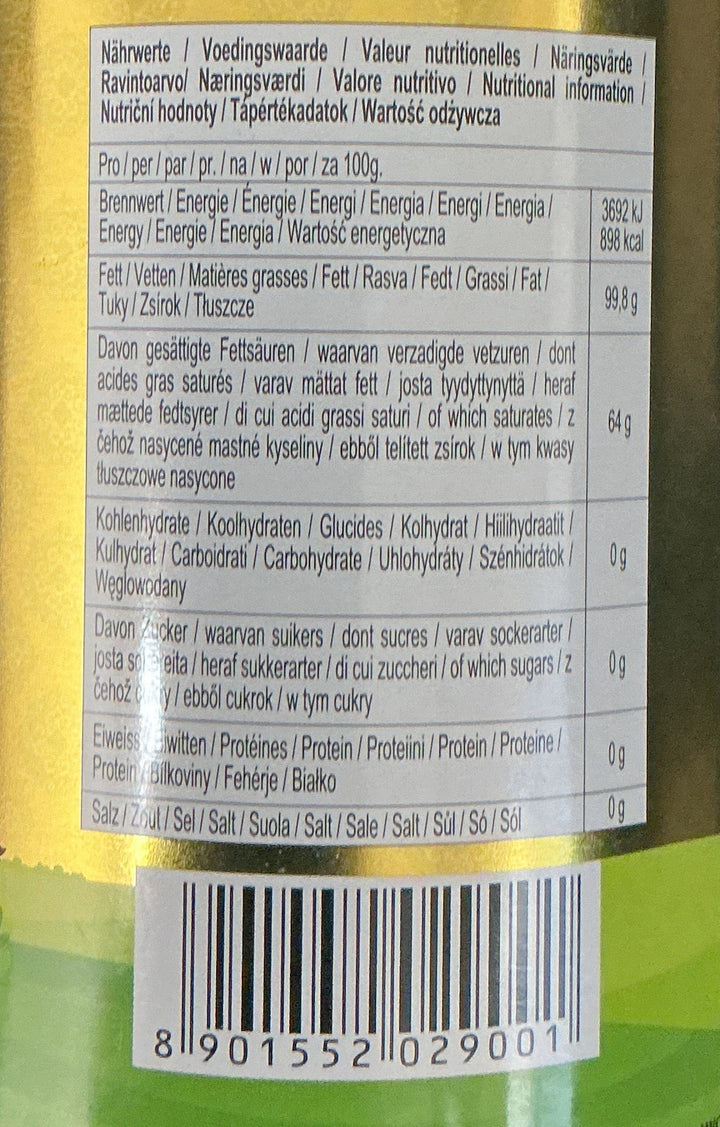 Nährwerte / Voedingswaarde / Valeur nutritionelles / Näringsvärde /
Ravintoarvo/ Næringsværdi / Valore nutritivo / Nutritional information /
Nutriční hodnoty / Tápértékadatok / Wartość odżywcza
Pro / per / par / pr. / na / w / por / za 100g.
Brennwert / Energie / Énergie / Energi / Energia / Energi / Energia / 3692 kJ
Energy / Energie / Energia / Wartość energetyczna 898 kcal
Fett / Vetten / Matières grasses / Fett / Rasva / Fedt / Grassi / Fat /
Tuky / Zsírok / Tłuszcze 99,8 g
Davon gesättigte Fettsäuren / waarvan verzadigde vetzuren / dont
acides gras saturés / varav mättat fett / josta tyydyttynyttä / heraf
mættede fedtsyrer / di cui acidi grassi saturi / of which saturates / z 64 g
čehož nasycené mastné kyseliny / ebből telített zsírok / w tym kwasy
tłuszczowe nasycone
Kohlenhydrate / Koolhydraten / Glucides / Kolhydrat / Hiilihydraatit /
Kulhydrat / Carboidrati / Carbohydrate / Uhlohydráty / Szénhidrátok / 0 g
Węglowodany
Davon Zucker / waarvan suikers / dont sucres / varav sockerarter /
josta / heraf sukkerarter / di cui zuccheri / of which sugars / z 0 g
čehož / ebből cukrok / w tym cukry
Eiweiss / / Protéines / Protein / Proteiini / Protein / Proteine / 0 g
Protein / Bílkoviny / Fehérje / Białko
Salz / Zout / Sel / Salt / Suola / Salt / Sale / Salt / Sůl / Só / Sól 0 g
8 901552 029001